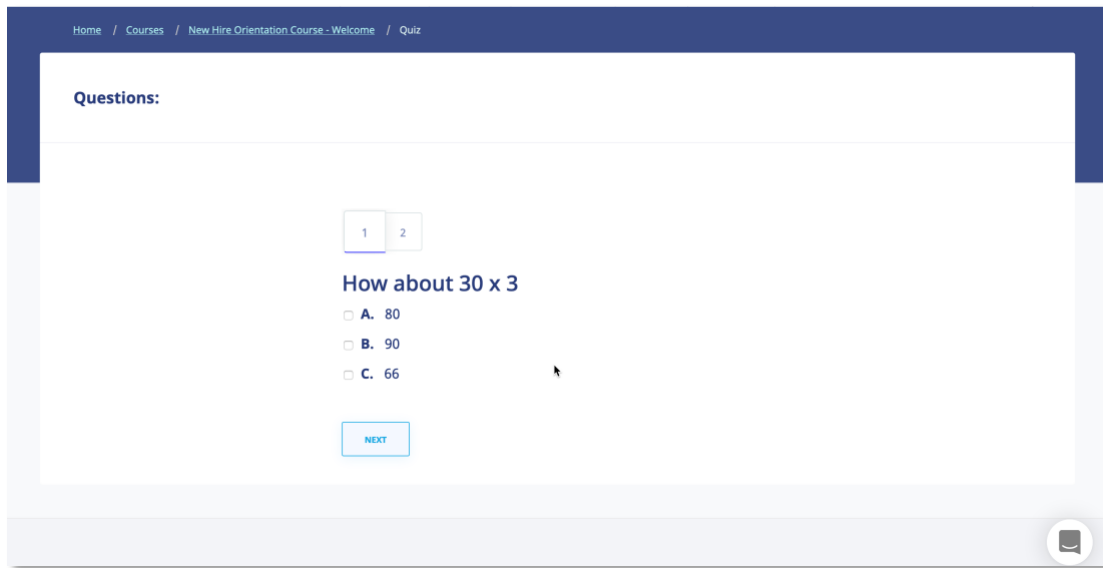 Home / Courses / New Hire Orientation Course - Welcome / Quiz
Questions:
1 2
How about 30 x 3
A. 80
B. 90
C. 66
NEXT